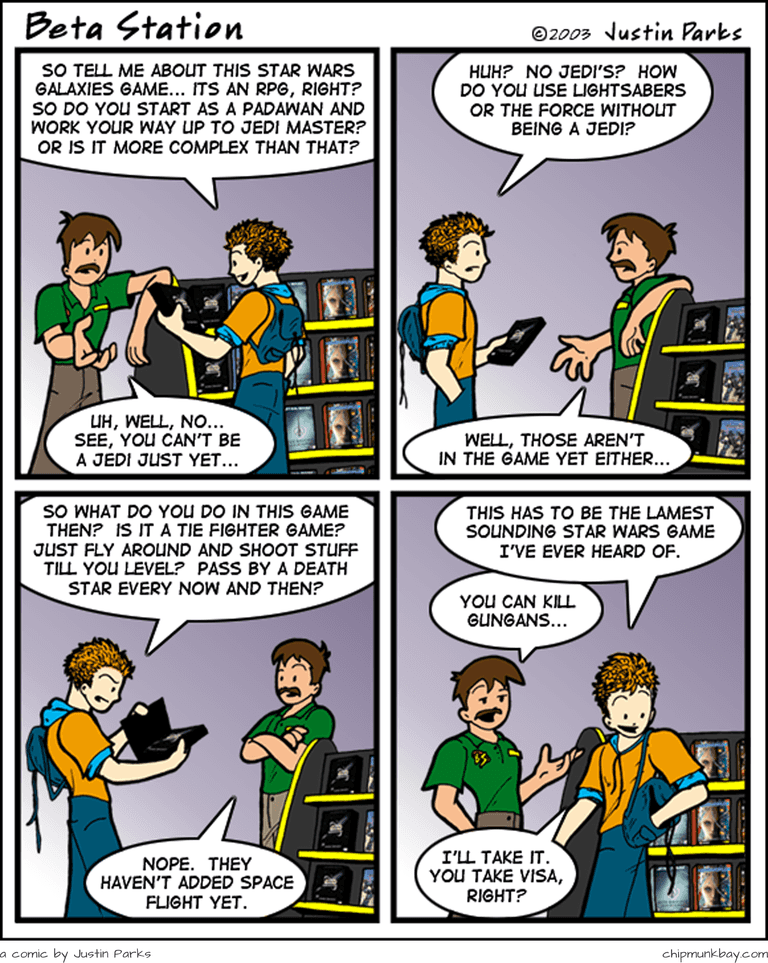 Beta Station
©2003 Justin Parks
SO TELL ME ABOUT THIS STAR WARS
GALAXIES GAME... ITS AN RPG, RIGHT?
SO DO YOU START AS A PADAWAN AND
WORK YOUR WAY UP TO JEDI MASTER?
OR IS IT MORE COMPLEX THAN THAT?
UH, WELL, NO...
SEE, YOU CAN'T BE
A JEDI JUST YET...
HUH? NO JEDI'S? HOW
DO YOU USE LIGHTSABERS
OR THE FORCE WITHOUT
BEING A JEDI?
WELL, THOSE AREN'T
IN THE GAME YET EITHER...
SO WHAT DO YOU DO IN THIS GAME
THEN? IS IT A TIE FIGHTER GAME?
JUST FLY AROUND AND SHOOT STUFF
TILL YOU LEVEL? PASS BY A DEATH
STAR EVERY NOW AND THEN?
NOPE. THEY
HAVEN'T ADDED SPACE
FLIGHT YET.
THIS HAS TO BE THE LAMEST
SOUNDING STAR WARS GAME
I'VE EVER HEARD OF.
YOU CAN KILL
GUNGANS...
I'LL TAKE IT.
YOU TAKE VISA,
RIGHT?
a comic by Justin Parks
chipmunkbay.com